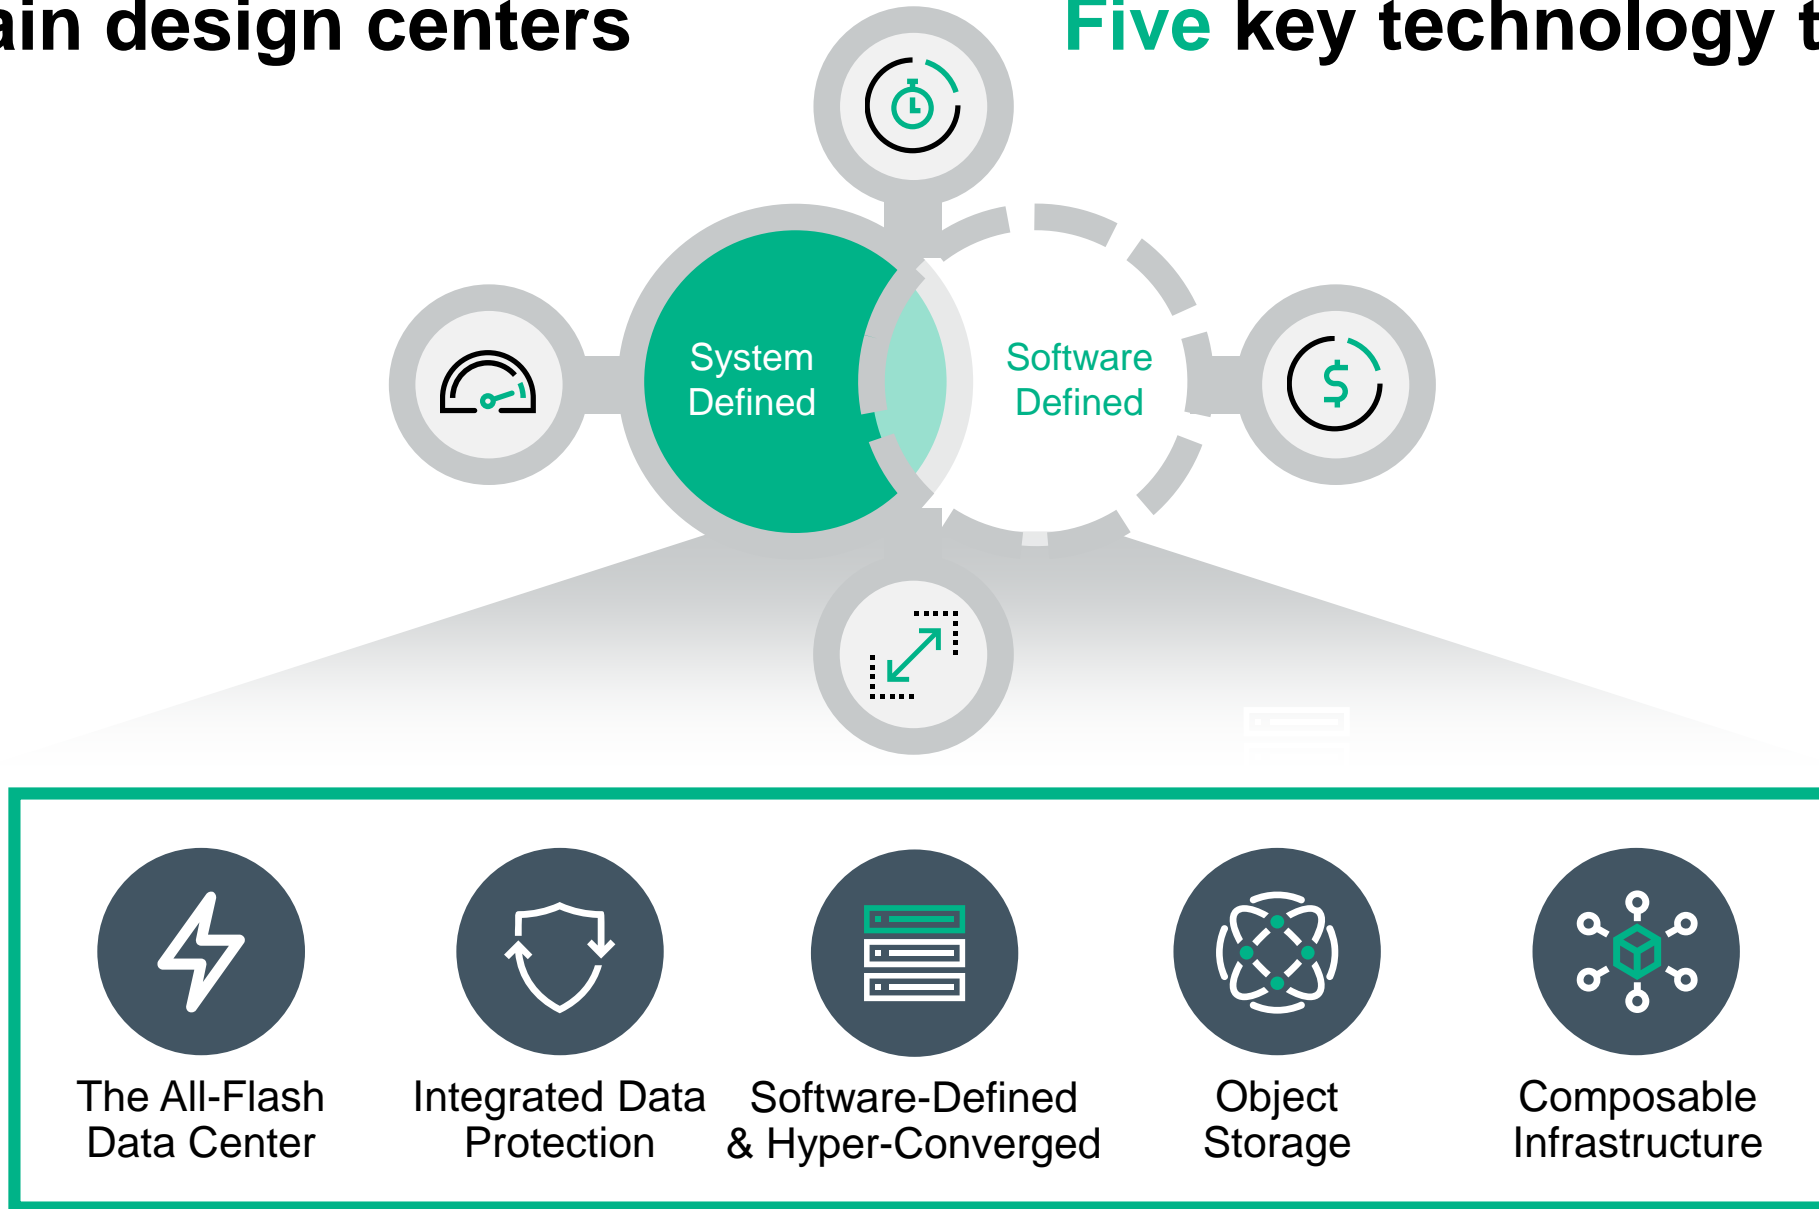 ain design centers
Five key technology t
System
Defined
Software
Defined
The All-Flash
Data Center
Integrated Data
Protection
Software-Defined
& Hyper-Converged
Object
Storage
Composable
Infrastructure